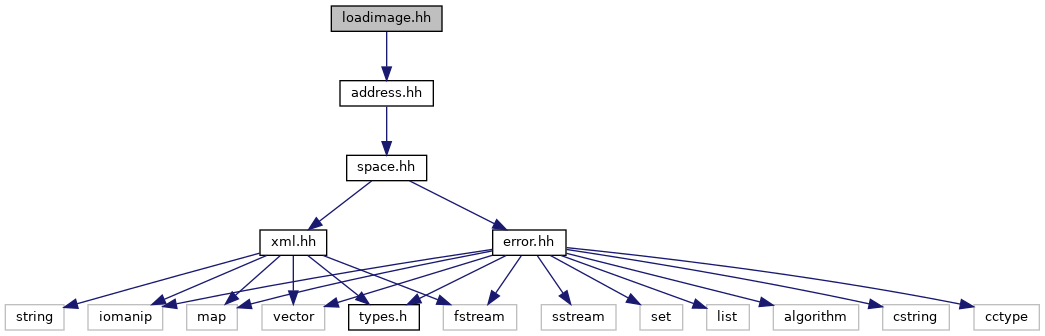 loadimage.hh
address.hh
space.hh
xml.hh
error.hh
string
iomanip
map
vector
types.h
fstream
sstream
set
list
algorithm
cstring
cctype